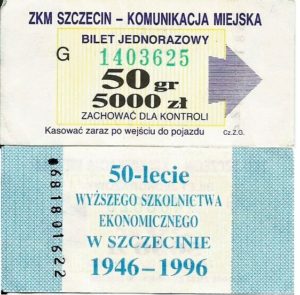 ZKM SZCZECIN – KOMUNIKACJA MIEJSKA
BILET JEDNORAZOWY
G 1403625
50 gr
5000 zł
ZACHOWAĆ DLA KONTROLI
Kasować zaraz po wejściu do pojazdu Cz.Z.G.
50-lecie
WYŻSZEGO SZKOLNICTWA
EKONOMICZNEGO
W SZCZECINIE
1946–1996